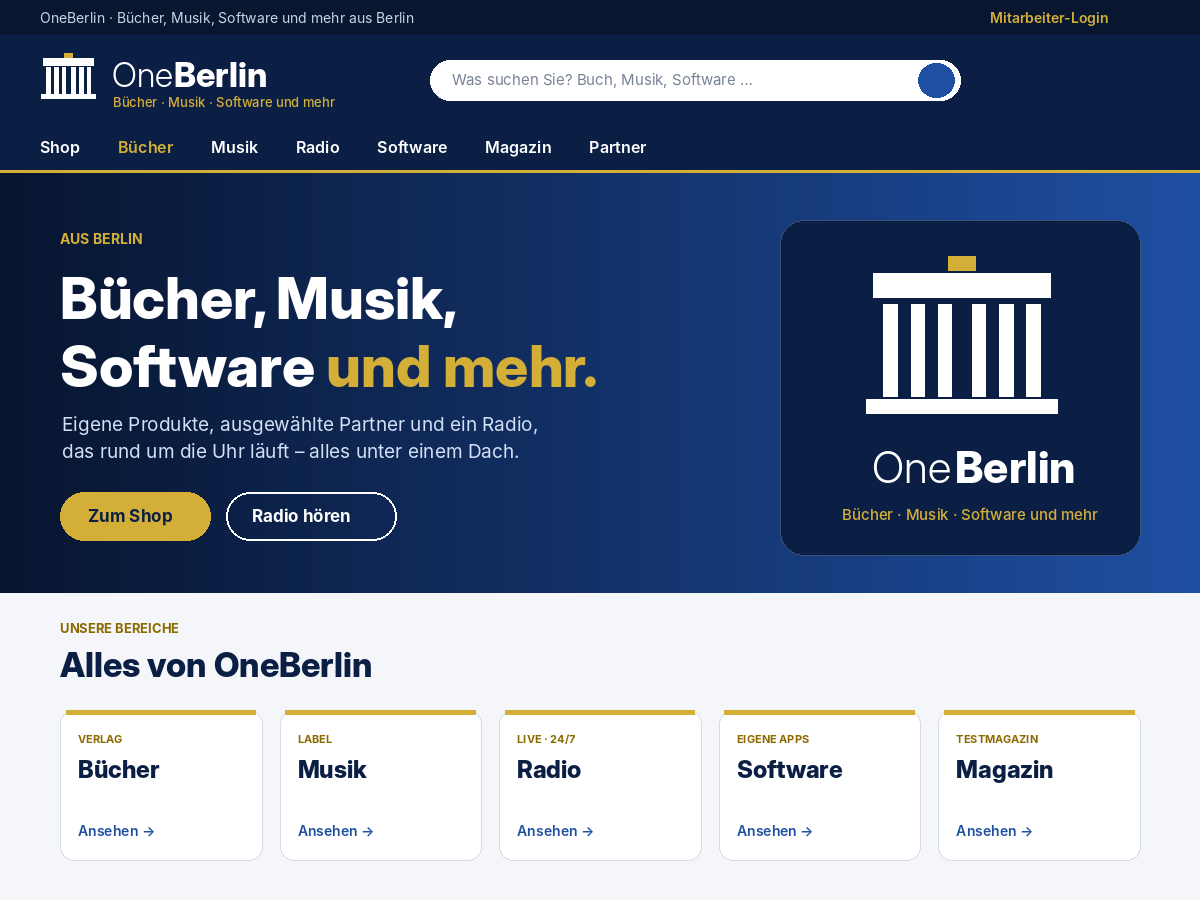 OneBerlin · Bücher, Musik, Software und mehr aus Berlin
Mitarbeiter-Login
OneBerlin
Bücher · Musik · Software und mehr
Was suchen Sie? Buch, Musik, Software ...
Shop
Bücher
Musik
Radio
Software
Magazin
Partner
AUS BERLIN
Bücher, Musik,
Software und mehr.
Eigene Produkte, ausgewählte Partner und ein Radio,
das rund um die Uhr läuft – alles unter einem Dach.
Zum Shop
Radio hören
One Berlin
Bücher · Musik · Software und mehr
UNSERE BEREICHE
Alles von OneBerlin
VERLAG
Bücher
Ansehen →
LABEL
Musik
Ansehen →
LIVE · 24/7
Radio
Ansehen →
EIGENE APPS
Software
Ansehen →
TESTMAGAZIN
Magazin
Ansehen →